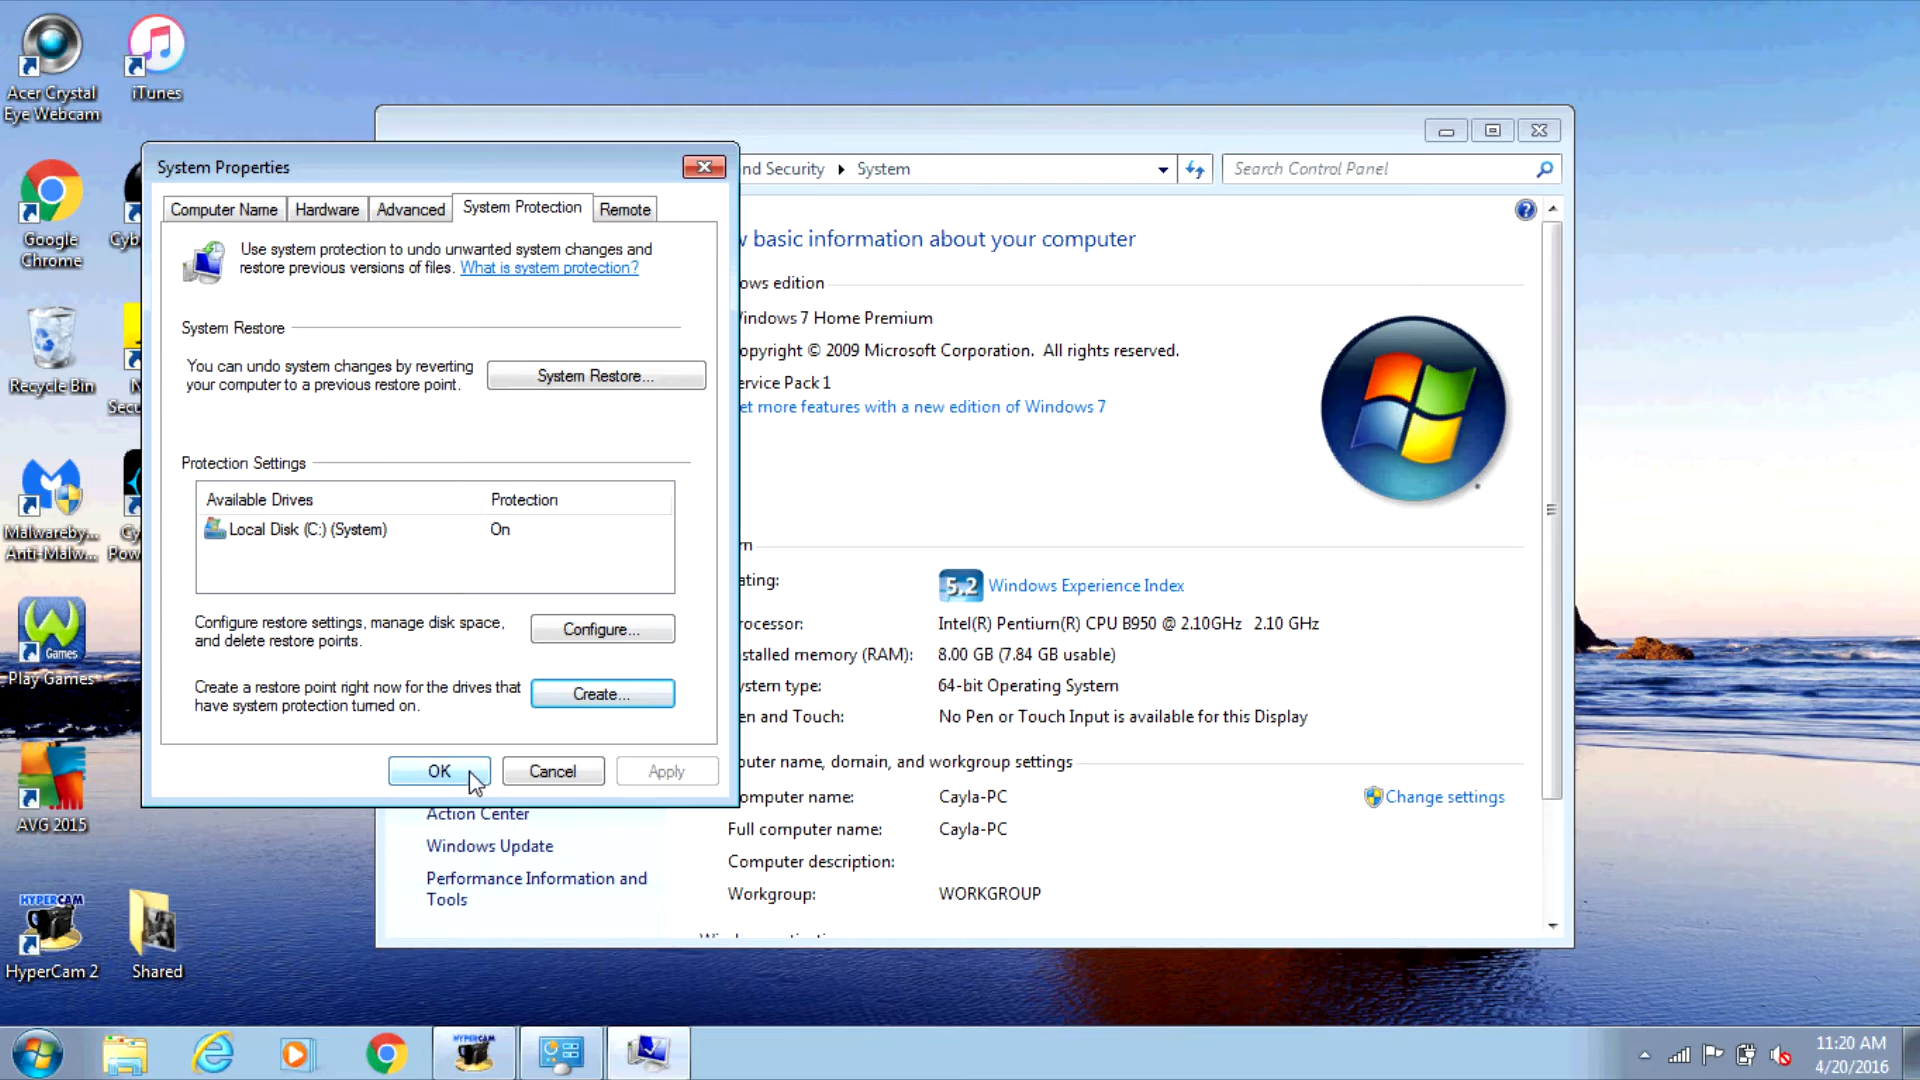 Acer Crystal
Eye Webcam
iTunes
Google
Chrome
Cyb
Recycle Bin
Secu
Malwareby...
Anti-Malw...
Cy
Pow
Games
Play Games
AVG 2015
HYPERCAM
HyperCam 2
Shared
System Properties
Computer Name
Hardware
Advanced
System Protection
Remote
Use system protection to undo unwanted system changes and
restore previous versions of files. What is system protection?
System Restore
You can undo system changes by reverting
your computer to a previous restore point.
System Restore...
Protection Settings
Available Drives
Protection
Local Disk (C:) (System)
On
Configure restore settings, manage disk space,
and delete restore points.
Configure...
Create a restore point right now for the drives that
have system protection turned on.
Create...
OK
Cancel
Apply
nd Security
System
Search Control Panel
w basic information about your computer
ows edition
indows 7 Home Premium
opyright © 2009 Microsoft Corporation. All rights reserved.
ervice Pack 1
et more features with a new edition of Windows 7
m
ating:
5.2
Windows Experience Index
rocessor:
Intel(R) Pentium(R) CPU B950 @ 2.10GHz 2.10 GHz
stalled memory (RAM):
8.00 GB (7.84 GB usable)
ystem type:
64-bit Operating System
en and Touch:
No Pen or Touch Input is available for this Display
puter name, domain, and workgroup settings
omputer name:
Cayla-PC
Change settings
Full computer name:
Cayla-PC
Computer description:
Workgroup:
WORKGROUP
Action Center
Windows Update
Performance Information and
Tools
HYPERCAM
11:20 AM
4/20/2016